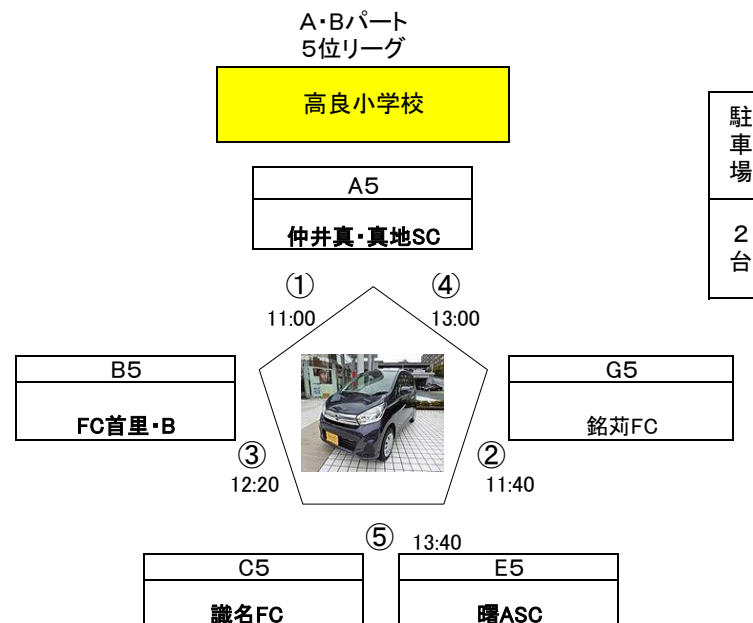 A・Bパート
5位リーグ
高良小学校
駐車場
2台
A5
仲井真・真地SC
① ④
11:00 13:00
B5 G5
FC首里・B 銘苅FC
③ ②
12:20 11:40
⑤ 13:40
C5 E5
識名FC 曙ASC